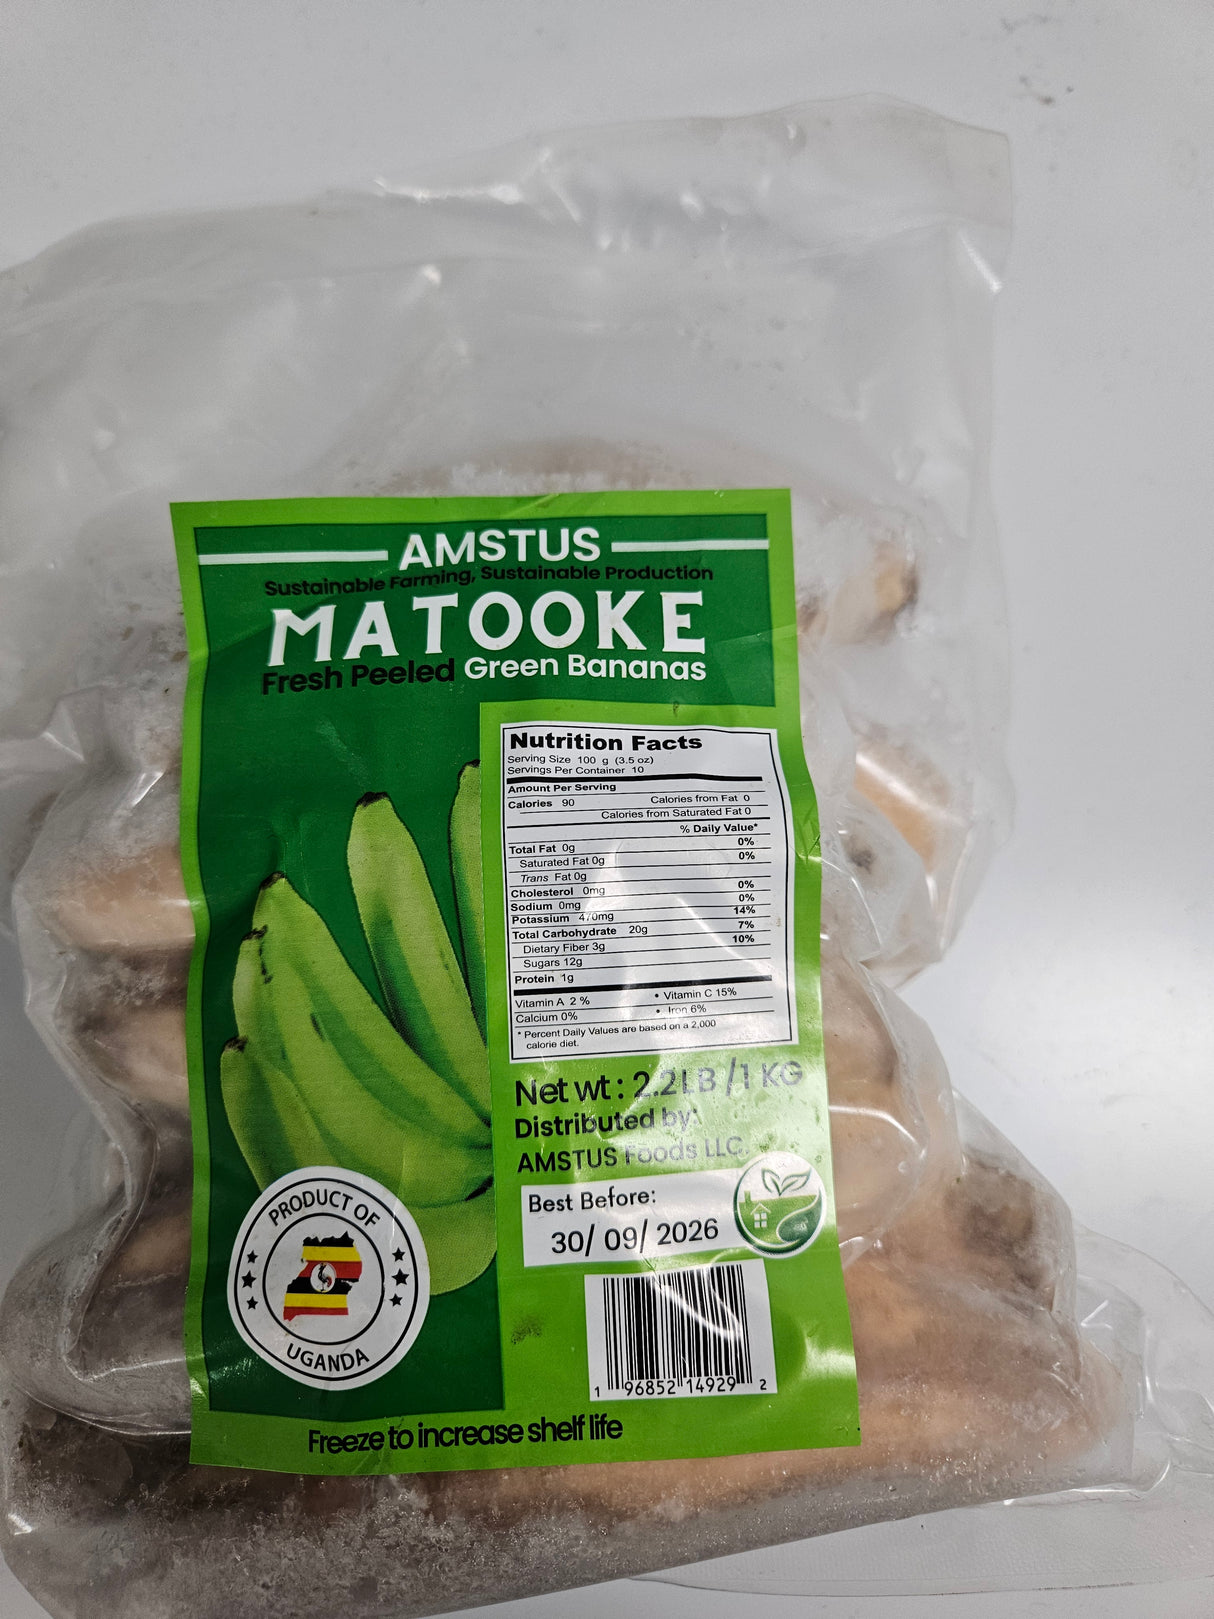 AMSTUS
Sustainable Farming, Sustainable Production
MATOOKE
Fresh Peeled Green Bananas
Nutrition Facts
Serving Size 100 g (3.5 oz)
Servings Per Container 10
Amount Per Serving
Calories 90 Calories from Fat 0
Calories from Saturated Fat 0
% Daily Value*
Total Fat 0g 0%
Saturated Fat 0g 0%
Trans Fat 0g
Cholesterol 0mg 0%
Sodium 0mg 0%
Potassium 470mg 14%
Total Carbohydrate 20g 7%
Dietary Fiber 3g 10%
Sugars 12g
Protein 1g
Vitamin A 2 % • Vitamin C 15%
Calcium 0% • Iron 6%
* Percent Daily Values are based on a 2,000
calorie diet.
Net wt : 2.2LB /1 KG
Distributed by:
AMSTUS Foods LLC.
Best Before:
30/ 09/ 2026
PRODUCT OF
UGANDA
1 96852 14929 2
Freeze to increase shelf life